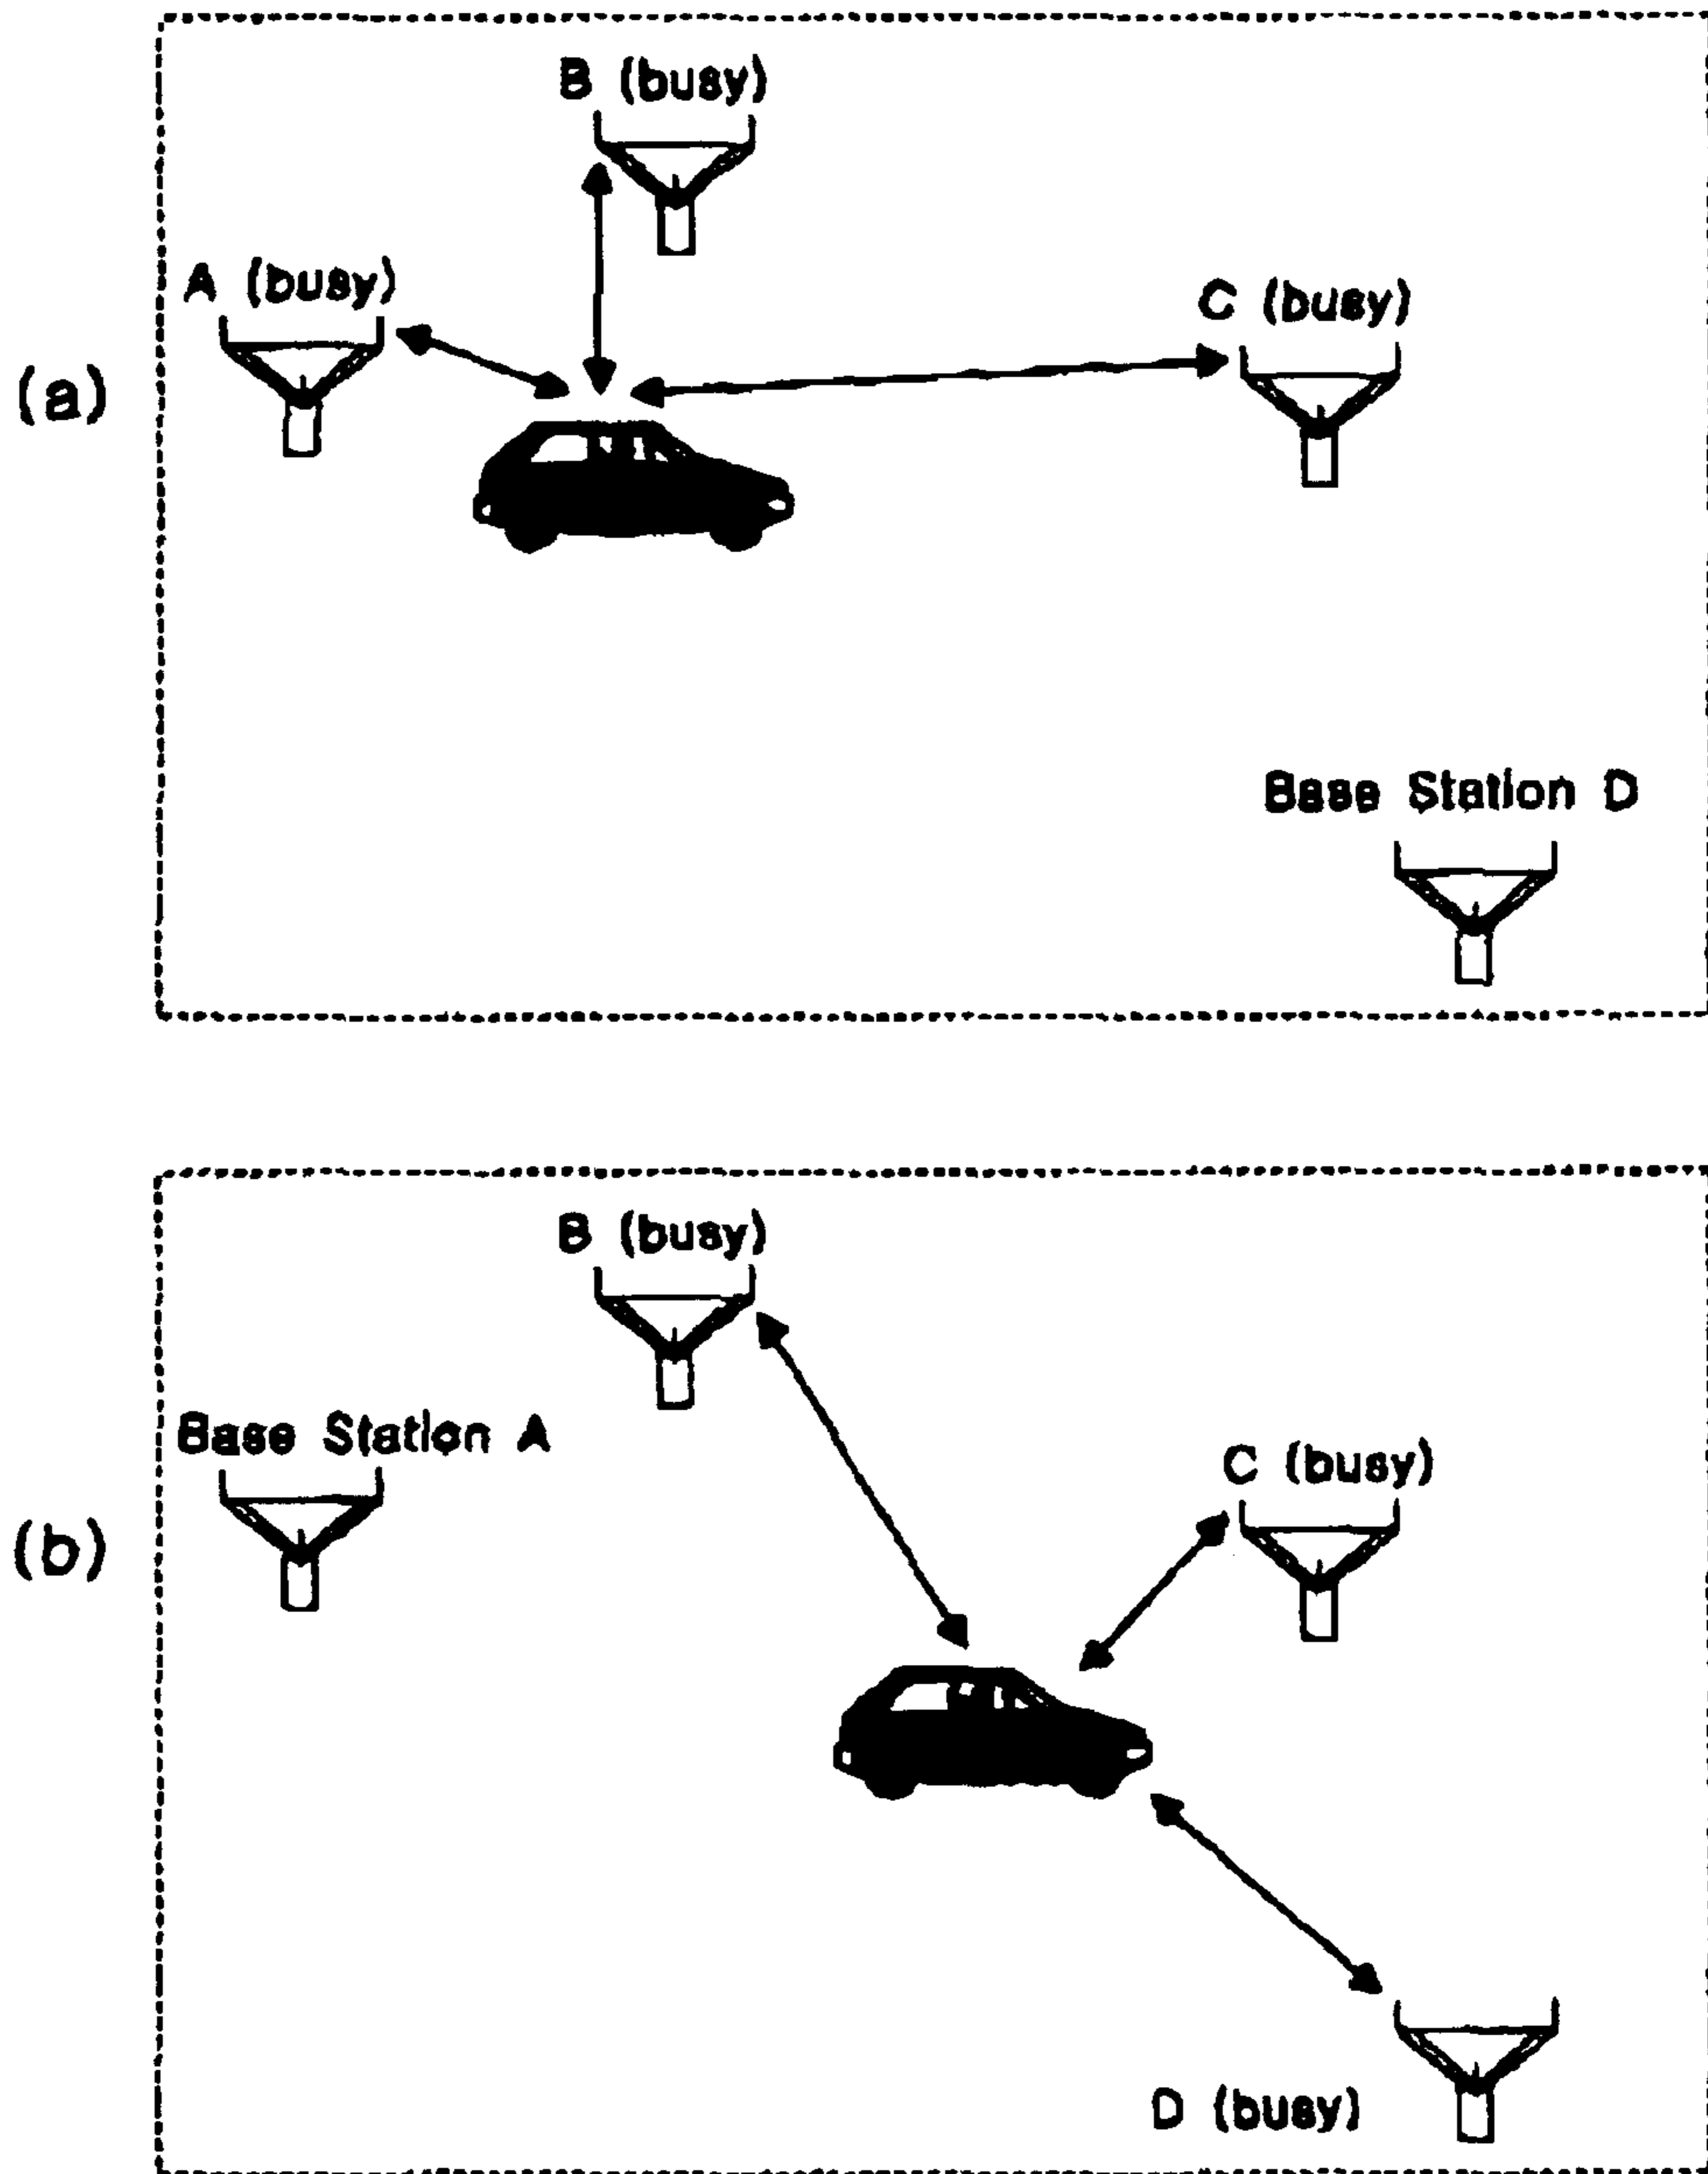 B (busy)
A (busy)
C (busy)
(a)
Base Station D
B (busy)
Base Station A
C (busy)
(b)
D (busy)